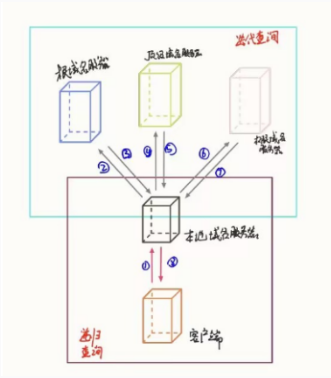 迭代查询
根域名服务器
顶级域名服务器
权限域名
服务器
③
④
⑤
⑥
②
⑦
本地域名服务器
①
⑧
递归
查询
客户端